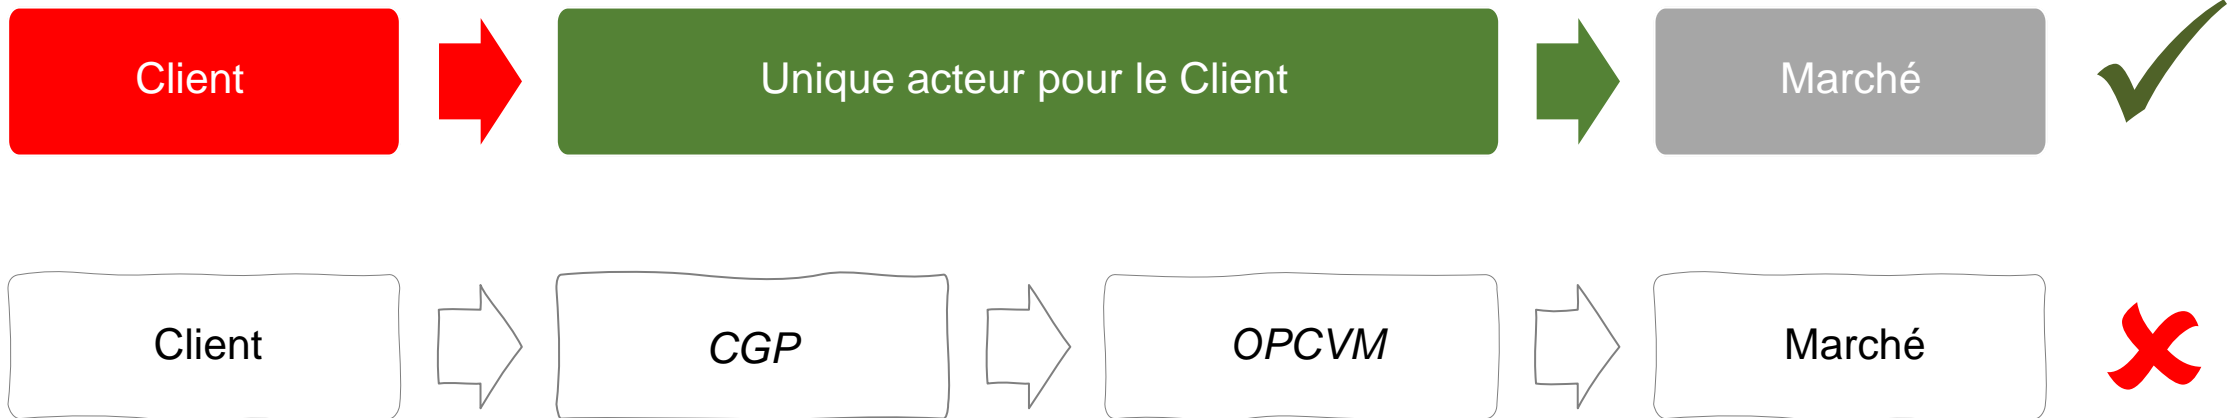 Client
Unique acteur pour le Client
Marché
Client
CGP
OPCVM
Marché